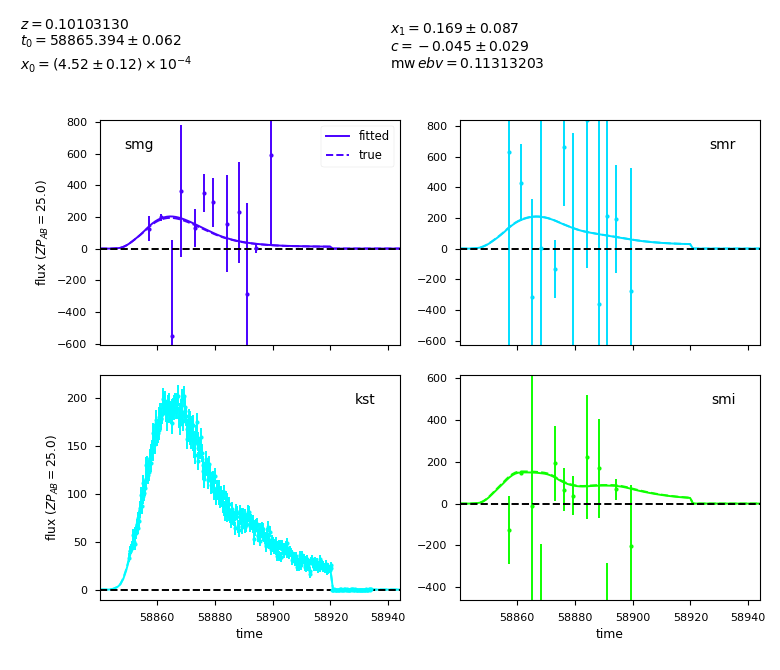 z = 0.10103130
t₀ = 58865.394 ± 0.062
x₀ = (4.52 ± 0.12) × 10⁻⁴
x₁ = 0.169 ± 0.087
c = −0.045 ± 0.029
mw ebv = 0.11313203
800
600
400
200
0
−200
−400
−600
flux (ZP_AB = 25.0)
smg
fitted
true
800
600
400
200
0
−200
−400
−600
smr
200
150
100
50
0
flux (ZP_AB = 25.0)
kst
58860 58880 58900 58920 58940
time
600
400
200
0
−200
−400
smi
58860 58880 58900 58920 58940
time